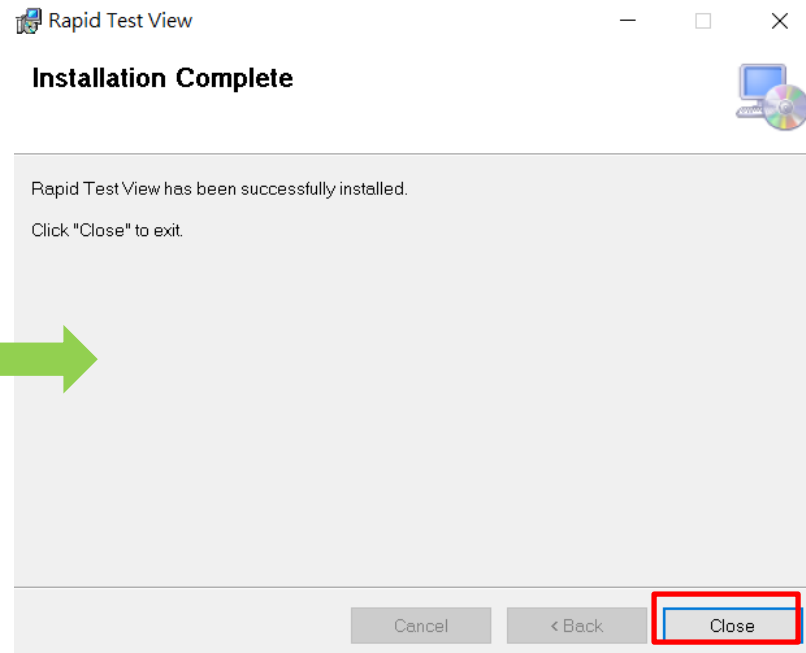 Rapid Test View
Installation Complete
Rapid Test View has been successfully installed.
Click "Close" to exit.
Cancel
< Back
Close